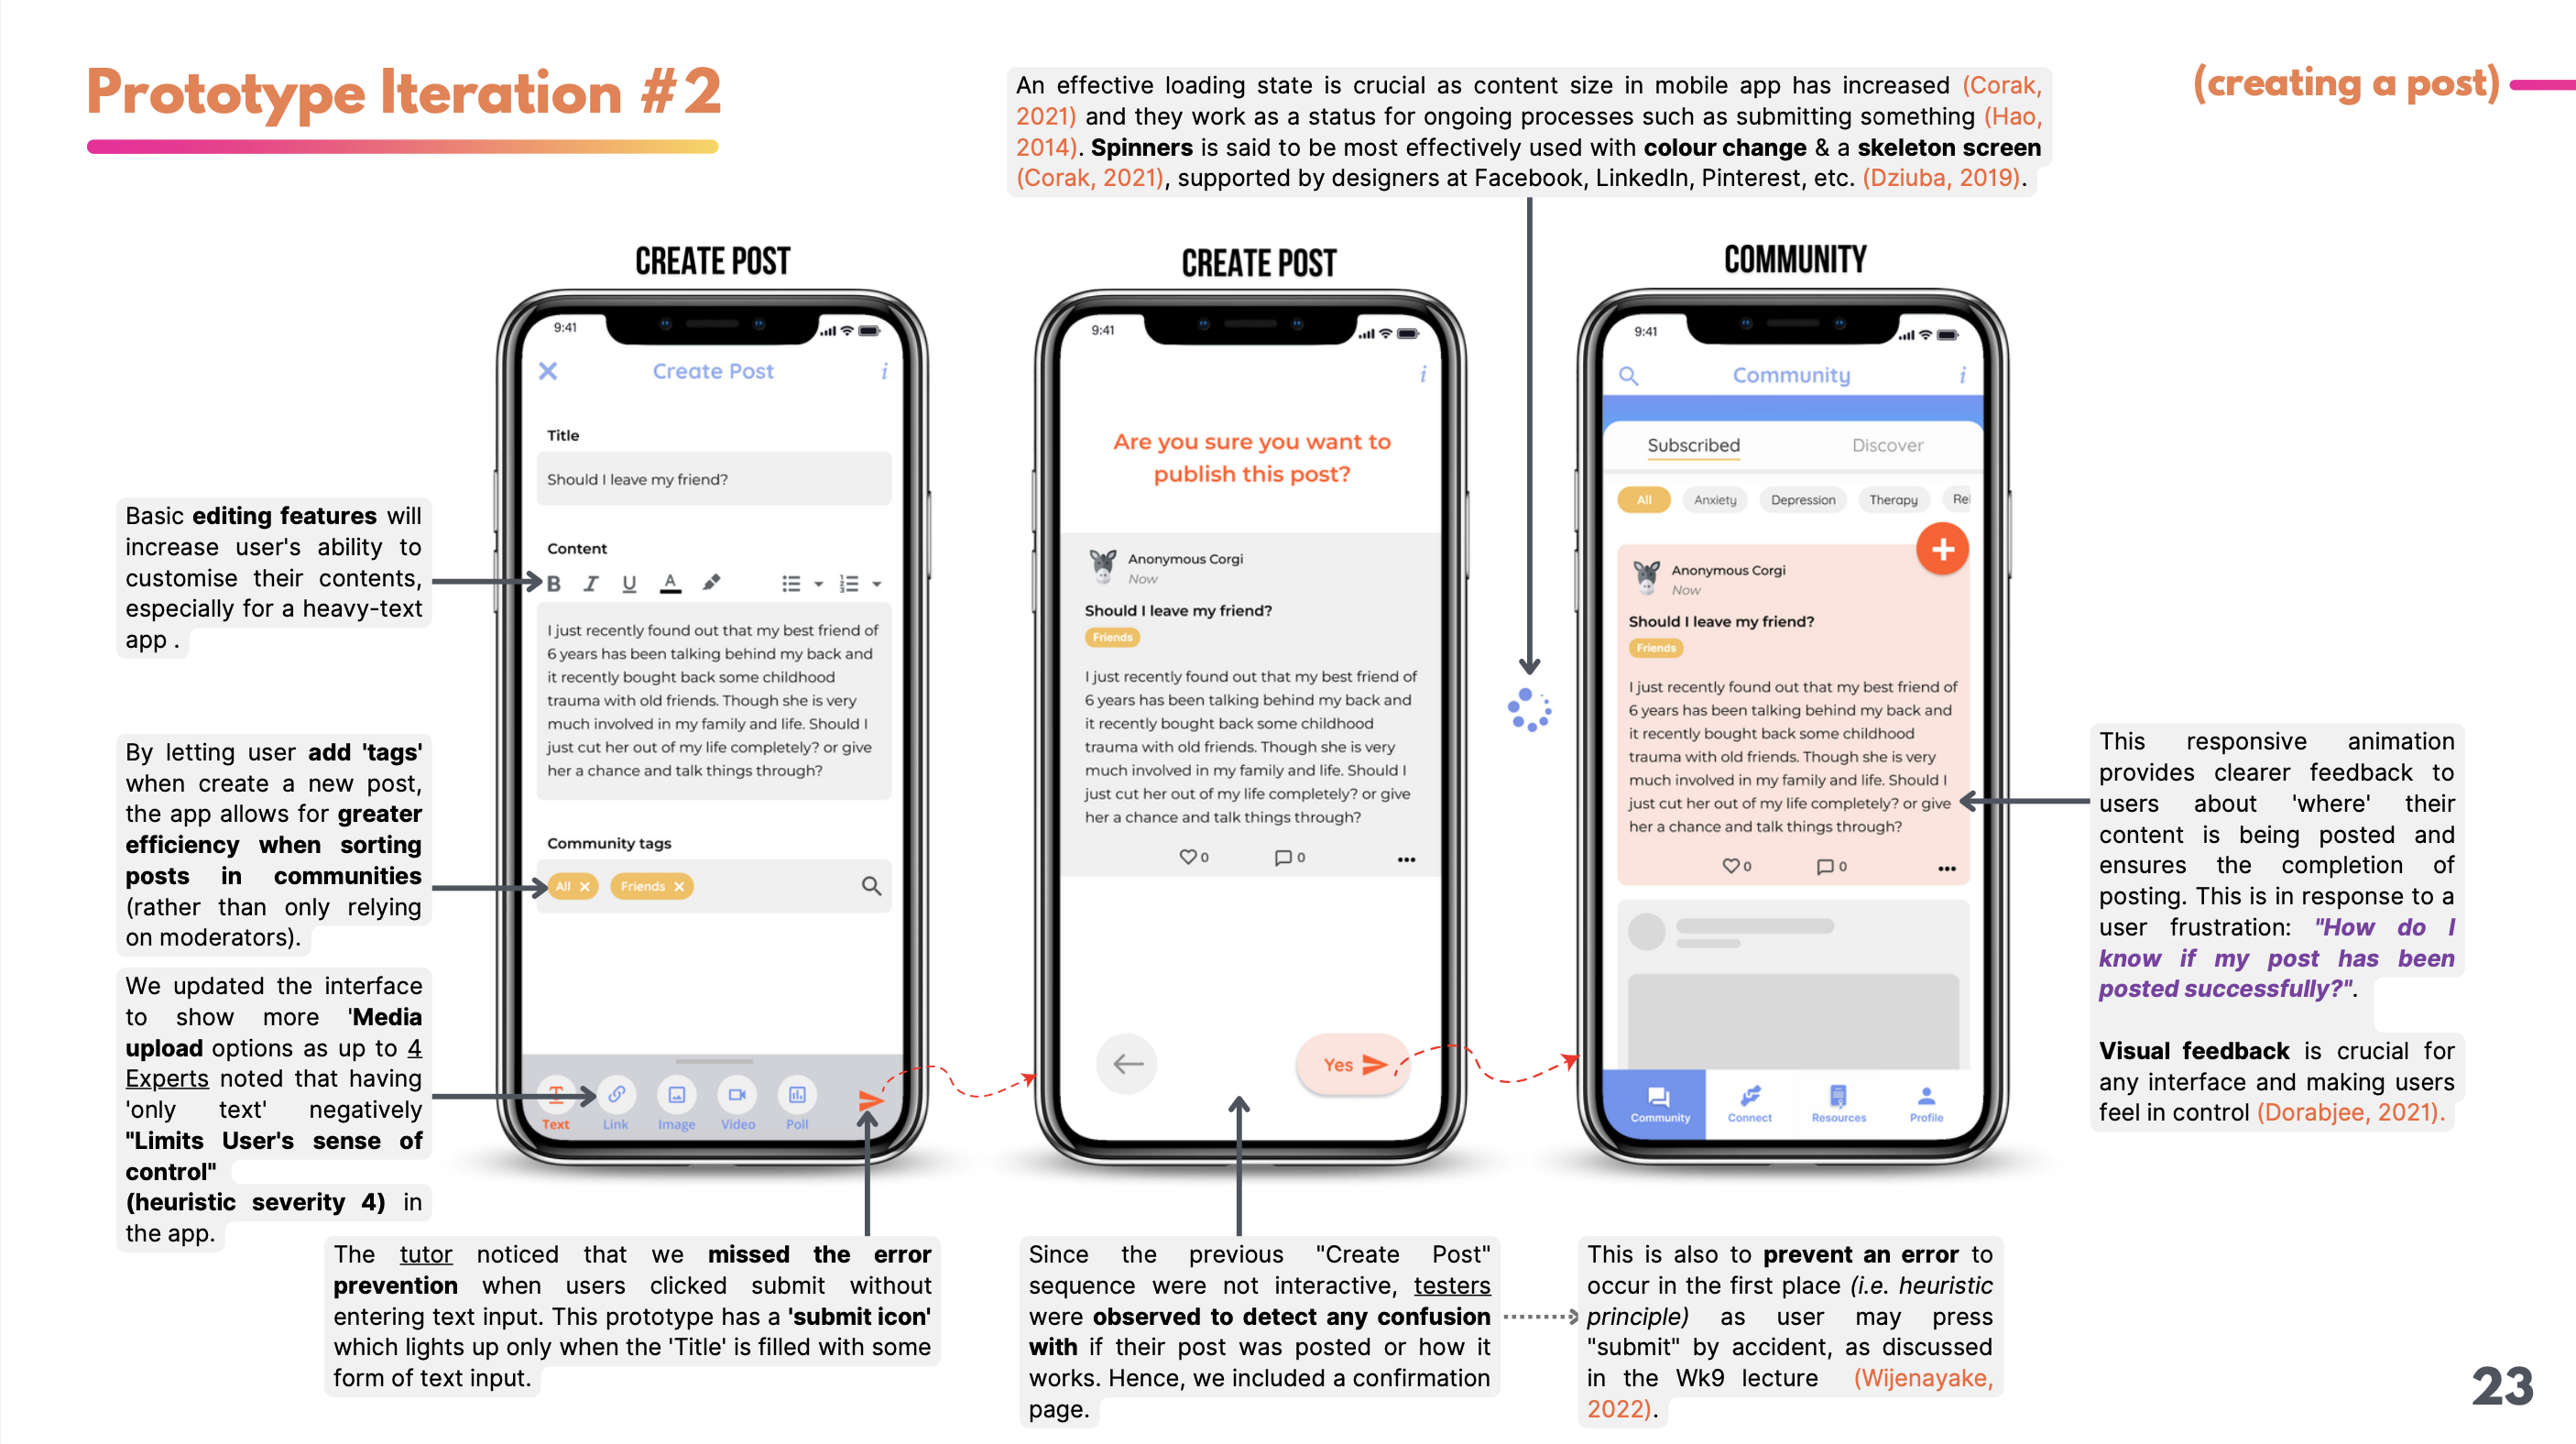 Prototype Iteration #2
(creating a post)
An effective loading state is crucial as content size in mobile app has increased (Corak,
2021) and they work as a status for ongoing processes such as submitting something (Hao,
2014). Spinners is said to be most effectively used with colour change & a skeleton screen
(Corak, 2021), supported by designers at Facebook, LinkedIn, Pinterest, etc. (Dziuba, 2019).
Basic editing features will
increase user's ability to
customise their contents,
especially for a heavy-text
app .
By letting user add 'tags'
when create a new post,
the app allows for greater
efficiency when sorting
posts in communities
(rather than only relying
on moderators).
We updated the interface
to show more 'Media
upload options as up to 4
Experts noted that having
'only text' negatively
"Limits User's sense of
control"
(heuristic severity 4) in
the app.
CREATE POST
9:41
Create Post
i
Title
Should I leave my friend?
Content
B I U A
I just recently found out that my best friend of
6 years has been talking behind my back and
it recently bought back some childhood
trauma with old friends. Though she is very
much involved in my family and life. Should I
just cut her out of my life completely? or give
her a chance and talk things through?
Community tags
All Friends
Text Link Image Video Poll
The tutor noticed that we missed the error
prevention when users clicked submit without
entering text input. This prototype has a 'submit icon'
which lights up only when the 'Title' is filled with some
form of text input.
CREATE POST
9:41
i
Are you sure you want to
publish this post?
Anonymous Corgi
Now
Should I leave my friend?
Friends
I just recently found out that my best friend of
6 years has been talking behind my back and
it recently bought back some childhood
trauma with old friends. Though she is very
much involved in my family and life. Should I
just cut her out of my life completely? or give
her a chance and talk things through?
0 0
Yes
Since the previous "Create Post"
sequence were not interactive, testers
were observed to detect any confusion
with if their post was posted or how it
works. Hence, we included a confirmation
page.
COMMUNITY
9:41
Community
i
Subscribed Discover
All Anxiety Depression Therapy Rel
Anonymous Corgi
Now
Should I leave my friend?
Friends
I just recently found out that my best friend of
6 years has been talking behind my back and
it recently bought back some childhood
trauma with old friends. Though she is very
much involved in my family and life. Should I
just cut her out of my life completely? or give
her a chance and talk things through?
0 0
Community Connect Resources Profile
This is also to prevent an error to
occur in the first place (i.e. heuristic
principle) as user may press
"submit" by accident, as discussed
in the Wk9 lecture (Wijenayake,
2022).
This responsive animation
provides clearer feedback to
users about 'where' their
content is being posted and
ensures the completion of
posting. This is in response to a
user frustration: "How do I
know if my post has been
posted successfully?".
Visual feedback is crucial for
any interface and making users
feel in control (Dorabjee, 2021).
23